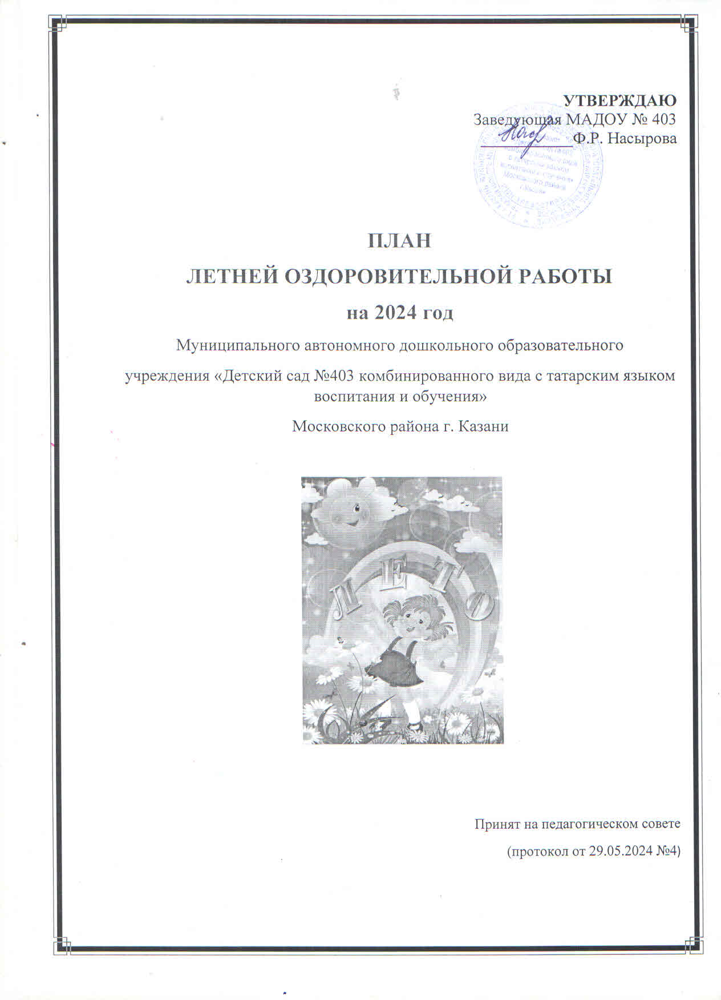 УТВЕРЖДАЮ
Заведующая МАДОУ № 403
Ф.Р. Насырова
ПЛАН
ЛЕТНЕЙ ОЗДОРОВИТЕЛЬНОЙ РАБОТЫ
на 2024 год
Муниципального автономного дошкольного образовательного
учреждения «Детский сад №403 комбинированного вида с татарским языком
воспитания и обучения»
Московского района г. Казани
ЛЕТО
Принят на педагогическом совете
(протокол от 29.05.2024 №4)